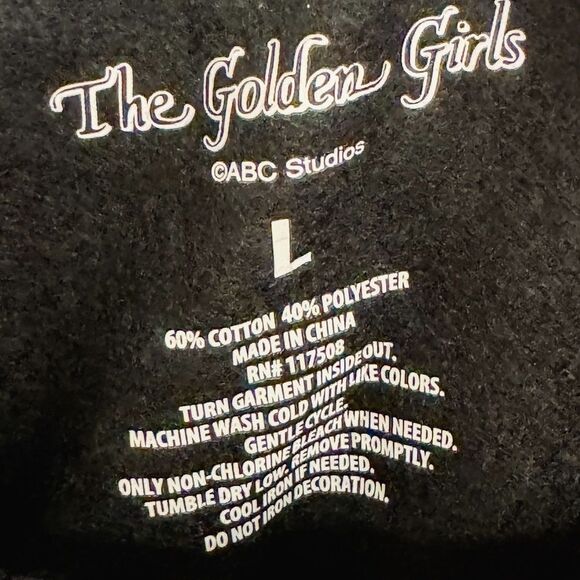 The Golden Girls
©ABC Studios
L
60% COTTON 40% POLYESTER
MADE IN CHINA
RN# 117508
TURN GARMENT INSIDEOUT.
MACHINE WASH COLD WITH LIKE COLORS.
GENTLE CYCLE.
ONLY NON-CHLORINE BLEACH WHEN NEEDED.
TUMBLE DRY LOW. REMOVE PROMPTLY.
COOL IRON IF NEEDED.
DO NOT IRON DECORATION.